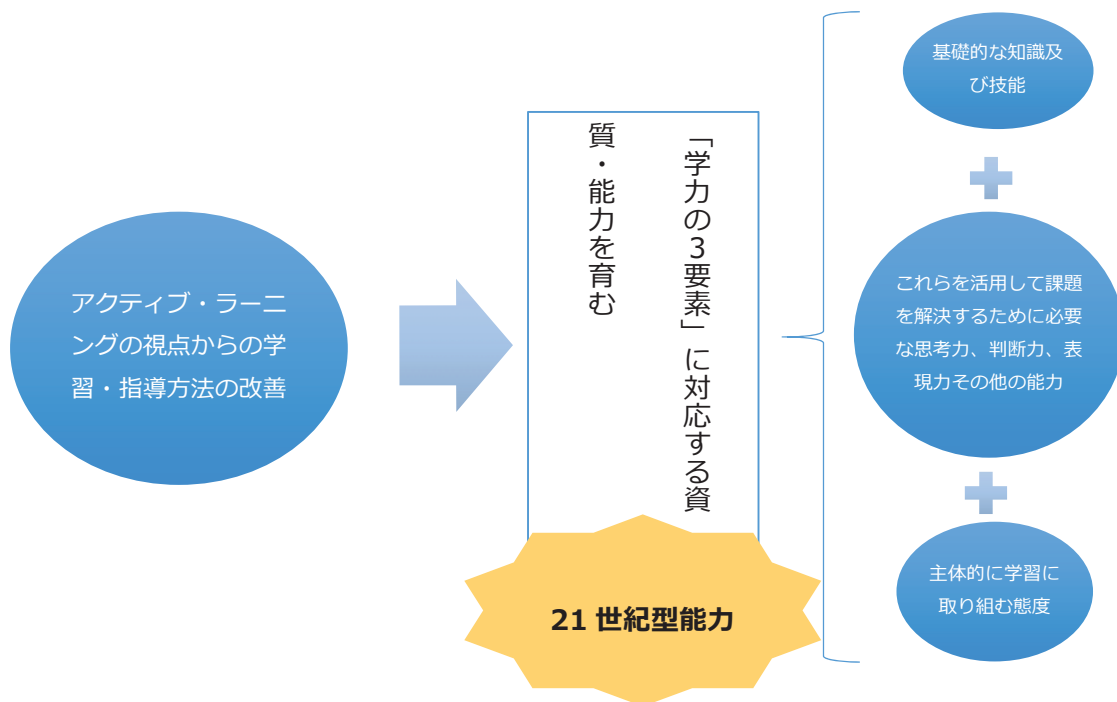 アクティブ・ラーニ
ングの視点からの学
習・指導方法の改善
「学力の3要素」に対応する資
質・能力を育む
21 世紀型能力
基礎的な知識及
び技能
これらを活用して課題
を解決するために必要
な思考力、判断力、表
現力その他の能力
主体的に学習に
取り組む態度